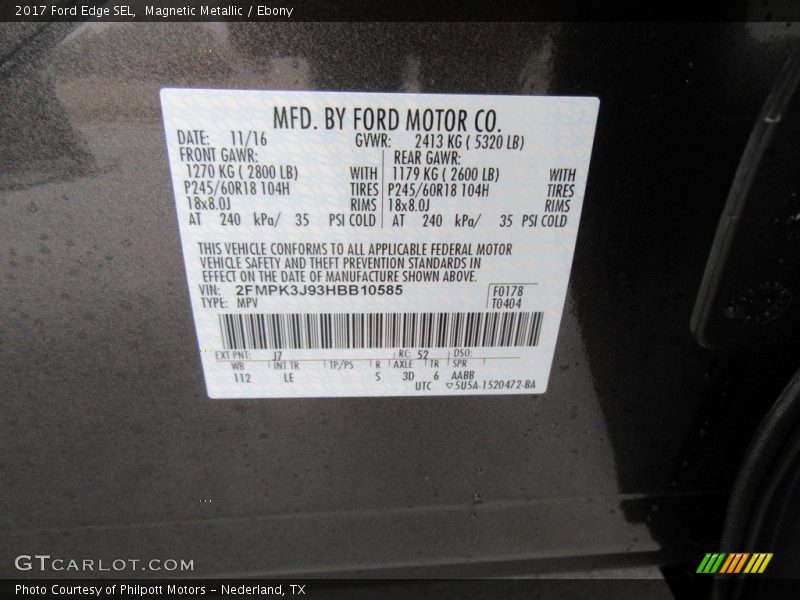 2017 Ford Edge SEL,  Magnetic Metallic / Ebony
MFD. BY FORD MOTOR CO.
DATE: 11/16 GVWR: 2413 KG ( 5320 LB)
FRONT GAWR: REAR GAWR:
1270 KG ( 2800 LB) WITH 1179 KG ( 2600 LB) WITH
P245/60R18 104H TIRES P245/60R18 104H TIRES
18x8.0J RIMS 18x8.0J RIMS
AT 240 kPa/ 35 PSI COLD AT 240 kPa/ 35 PSI COLD
THIS VEHICLE CONFORMS TO ALL APPLICABLE FEDERAL MOTOR
VEHICLE SAFETY AND THEFT PREVENTION STANDARDS IN
EFFECT ON THE DATE OF MANUFACTURE SHOWN ABOVE.
VIN: 2FMPK3J93HBB10585 F0178
TYPE: MPV T0404
EXT PNT: J7 RC: 52 DSO:
WB INT TR TP/PS R AXLE TR SPR
112 LE S 3D 6 AABB
UTC ▽5U5A-1520472-BA
GTCARLOT.COM
Photo Courtesy of Philpott Motors – Nederland, TX